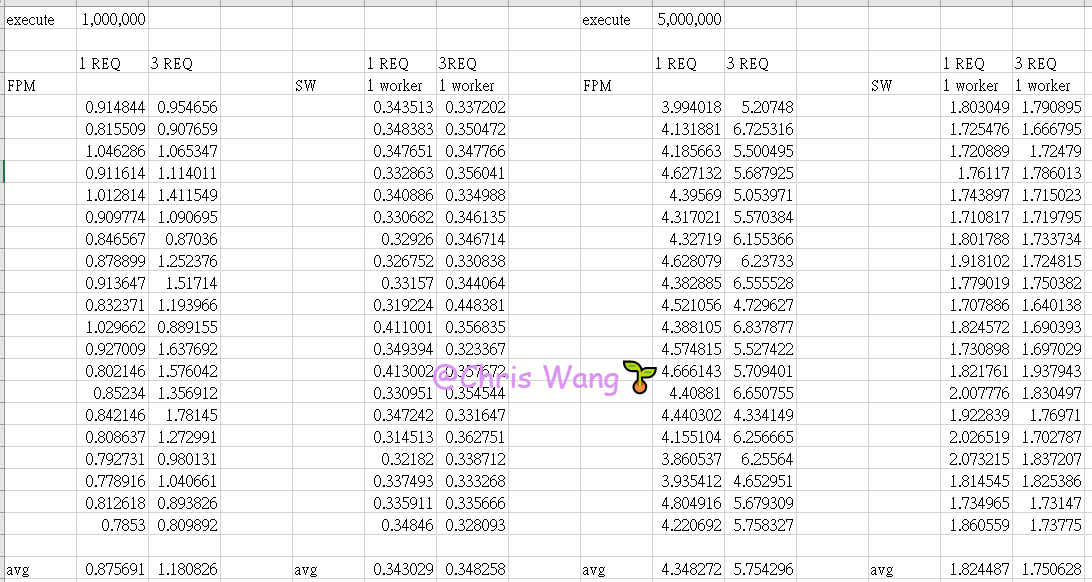 execute 1,000,000 execute 5,000,000
1 REQ 3 REQ 1 REQ 3REQ 1 REQ 3 REQ 1 REQ 3 REQ
FPM SW 1 worker 1 worker FPM SW 1 worker 1 worker
0.914844 0.954656 0.343513 0.337202 3.994018 5.20748 1.803049 1.790895
0.815509 0.907659 0.348383 0.350472 4.131881 6.725316 1.725476 1.666795
1.046286 1.065347 0.347651 0.347766 4.185663 5.500495 1.720889 1.72479
0.911614 1.114011 0.332863 0.356041 4.627132 5.687925 1.76117 1.786013
1.012814 1.411549 0.340886 0.334988 4.39569 5.053971 1.743897 1.715023
0.909774 1.090695 0.330682 0.346135 4.317021 5.570384 1.710817 1.719795
0.846567 0.87036 0.32926 0.346714 4.32719 6.155366 1.801788 1.733734
0.878899 1.252376 0.326752 0.330838 4.628079 6.23733 1.918102 1.724815
0.913647 1.51714 0.33157 0.344064 4.382885 6.555528 1.779019 1.750382
0.832371 1.193966 0.319224 0.448381 4.521056 4.729627 1.707886 1.640138
1.029662 0.889155 0.411001 0.356835 4.388105 6.837877 1.824572 1.690393
0.927009 1.637692 0.349394 0.323367 4.574815 5.527422 1.730898 1.697029
0.802146 1.576042 0.413002 4.666143 5.709401 1.821761 1.937943
@Chris Wang
0.85234 1.356912 0.330951 0.354544 4.40881 6.650755 2.007776 1.830497
0.842146 1.78145 0.347242 0.331647 4.440302 4.334149 1.922839 1.76971
0.808637 1.272991 0.314513 0.362751 4.155104 6.256665 2.026519 1.702787
0.792731 0.980131 0.32182 0.338712 3.860537 6.25564 2.073215 1.837207
0.778916 1.040661 0.337493 0.333268 3.935412 4.652951 1.814545 1.825386
0.812618 0.893826 0.335911 0.335666 4.804916 5.679309 1.734965 1.73147
0.7853 0.809892 0.34846 0.328093 4.220692 5.758327 1.860559 1.73775
avg 0.875691 1.180826 avg 0.343029 0.348258 avg 4.348272 5.754296 avg 1.824487 1.750628